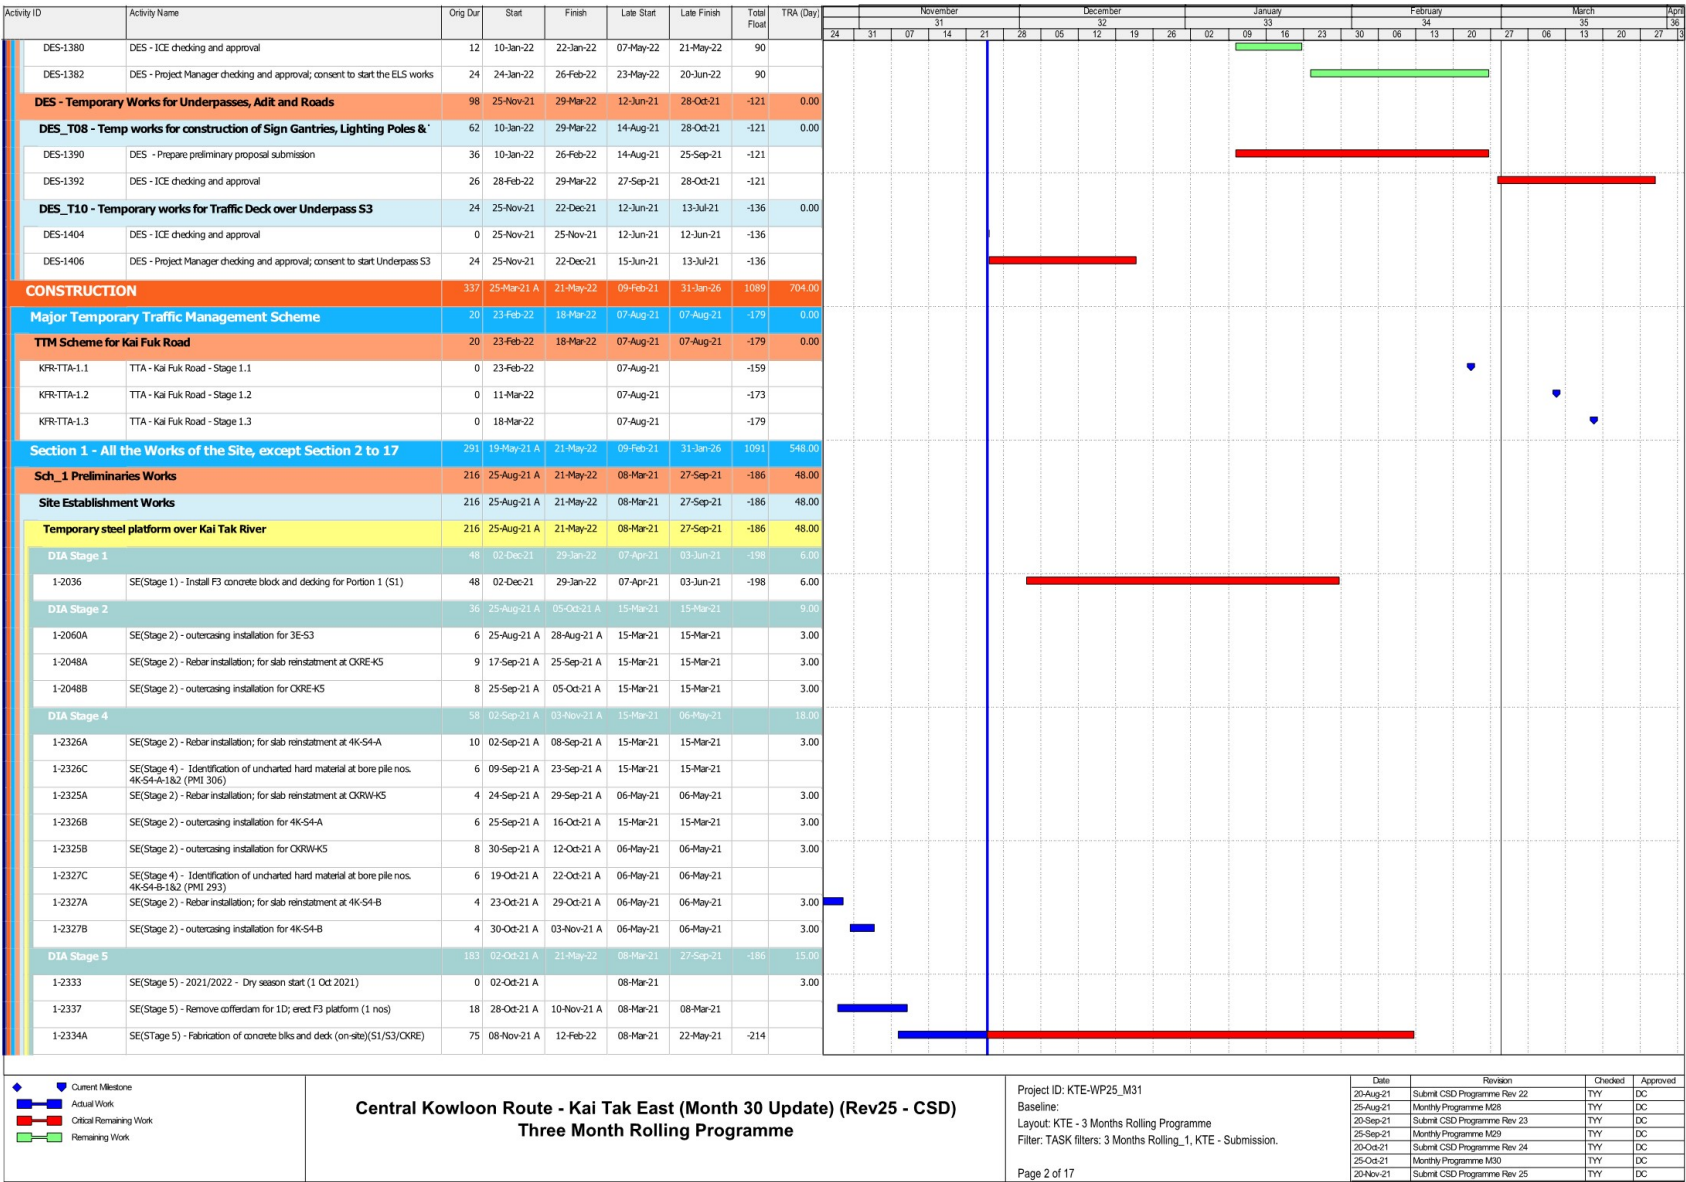 Activity ID Activity Name Orig Dur Start Finish Late Start Late Finish Total Float TRA (Day) November December January February March April
31 32 33 34 35 36
24 31 07 14 21 28 05 12 19 26 02 09 16 23 30 06 13 20 27 06 13 20 27 3
DES-1380 DES - ICE checking and approval 12 10-Jan-22 22-Jan-22 07-May-22 21-May-22 90
DES-1382 DES - Project Manager checking and approval; consent to start the ELS works 24 24-Jan-22 26-Feb-22 23-May-22 20-Jun-22 90
DES - Temporary Works for Underpasses, Adit and Roads 98 25-Nov-21 29-Mar-22 12-Jun-21 28-Oct-21 -121 0.00
DES_T08 - Temp works for construction of Sign Gantries, Lighting Poles & 62 10-Jan-22 29-Mar-22 14-Aug-21 28-Oct-21 -121 0.00
DES-1390 DES - Prepare preliminary proposal submission 36 10-Jan-22 26-Feb-22 14-Aug-21 25-Sep-21 -121
DES-1392 DES - ICE checking and approval 26 28-Feb-22 29-Mar-22 27-Sep-21 28-Oct-21 -121
DES_T10 - Temporary works for Traffic Deck over Underpass S3 24 25-Nov-21 22-Dec-21 12-Jun-21 13-Jul-21 -136 0.00
DES-1404 DES - ICE checking and approval 0 25-Nov-21 25-Nov-21 12-Jun-21 12-Jun-21 -136
DES-1406 DES - Project Manager checking and approval; consent to start Underpass S3 24 25-Nov-21 22-Dec-21 15-Jun-21 13-Jul-21 -136
CONSTRUCTION 337 25-Mar-21 A 21-May-22 09-Feb-21 31-Jan-26 1089 704.00
Major Temporary Traffic Management Scheme 20 23-Feb-22 18-Mar-22 07-Aug-21 07-Aug-21 -179 0.00
TTM Scheme for Kai Fuk Road 20 23-Feb-22 18-Mar-22 07-Aug-21 07-Aug-21 -179 0.00
KFR-TTA-1.1 TTA - Kai Fuk Road - Stage 1.1 0 23-Feb-22 07-Aug-21 -159
KFR-TTA-1.2 TTA - Kai Fuk Road - Stage 1.2 0 11-Mar-22 07-Aug-21 -173
KFR-TTA-1.3 TTA - Kai Fuk Road - Stage 1.3 0 18-Mar-22 07-Aug-21 -179
Section 1 - All the Works of the Site, except Section 2 to 17 291 19-May-21 A 21-May-22 09-Feb-21 31-Jan-26 1091 548.00
Sch_1 Preliminaries Works 216 25-Aug-21 A 21-May-22 08-Mar-21 27-Sep-21 -186 48.00
Site Establishment Works 216 25-Aug-21 A 21-May-22 08-Mar-21 27-Sep-21 -186 48.00
Temporary steel platform over Kai Tak River 216 25-Aug-21 A 21-May-22 08-Mar-21 27-Sep-21 -186 48.00
DIA Stage 1 48 02-Dec-21 29-Jan-22 07-Apr-21 03-Jun-21 -198 6.00
1-2036 SE(Stage 1) - Install F3 concrete block and decking for Portion 1 (S1) 48 02-Dec-21 29-Jan-22 07-Apr-21 03-Jun-21 -198 6.00
DIA Stage 2 36 25-Aug-21 A 05-Oct-21 A 15-Mar-21 15-Mar-21 9.00
1-2060A SE(Stage 2) - outercasing installation for 3E-S3 6 25-Aug-21 A 28-Aug-21 A 15-Mar-21 15-Mar-21 3.00
1-2048A SE(Stage 2) - Rebar installation; for slab reinstatment at CKRE-K5 9 17-Sep-21 A 25-Sep-21 A 15-Mar-21 15-Mar-21 3.00
1-2048B SE(Stage 2) - outercasing installation for CKRE-K5 8 25-Sep-21 A 05-Oct-21 A 15-Mar-21 15-Mar-21 3.00
DIA Stage 4 58 02-Sep-21 A 03-Nov-21 A 15-Mar-21 06-May-21 18.00
1-2326A SE(Stage 2) - Rebar installation; for slab reinstatment at 4K-S4-A 10 02-Sep-21 A 08-Sep-21 A 15-Mar-21 15-Mar-21 3.00
1-2326C SE(Stage 4) - Identification of uncharted hard material at bore pile nos. 6 09-Sep-21 A 23-Sep-21 A 15-Mar-21 15-Mar-21
4K-S4-A-1&2 (PMI 306)
1-2325A SE(Stage 2) - Rebar installation; for slab reinstatment at CKRW-K5 4 24-Sep-21 A 29-Sep-21 A 06-May-21 06-May-21 3.00
1-2326B SE(Stage 2) - outercasing installation for 4K-S4-A 6 25-Sep-21 A 16-Oct-21 A 15-Mar-21 15-Mar-21 3.00
1-2325B SE(Stage 2) - outercasing installation for CKRW-K5 8 30-Sep-21 A 12-Oct-21 A 06-May-21 06-May-21 3.00
1-2327C SE(Stage 4) - Identification of uncharted hard material at bore pile nos. 6 19-Oct-21 A 22-Oct-21 A 06-May-21 06-May-21
4K-S4-B-1&2 (PMI 293)
1-2327A SE(Stage 2) - Rebar installation; for slab reinstatment at 4K-S4-B 4 23-Oct-21 A 29-Oct-21 A 06-May-21 06-May-21 3.00
1-2327B SE(Stage 2) - outercasing installation for 4K-S4-B 4 30-Oct-21 A 03-Nov-21 A 06-May-21 06-May-21 3.00
DIA Stage 5 183 02-Oct-21 A 21-May-22 08-Mar-21 27-Sep-21 -186 15.00
1-2333 SE(Stage 5) - 2021/2022 - Dry season start (1 Oct 2021) 0 02-Oct-21 A 08-Mar-21 3.00
1-2337 SE(Stage 5) - Remove cofferdam for 1D; erect F3 platform (1 nos) 18 28-Oct-21 A 10-Nov-21 A 08-Mar-21 08-Mar-21
1-2334A SE(STage 5) - Fabrication of concrete blks and deck (on-site)(S1/S3/CKRE) 75 08-Nov-21 A 12-Feb-22 08-Mar-21 22-May-21 -214
Current Milestone
Actual Work
Critical Remaining Work
Remaining Work
Central Kowloon Route - Kai Tak East (Month 30 Update) (Rev25 - CSD)
Three Month Rolling Programme
Project ID: KTE-WP25_M31
Baseline:
Layout: KTE - 3 Months Rolling Programme
Filter: TASK filters: 3 Months Rolling_1, KTE - Submission.
Page 2 of 17
Date Revision Checked Approved
20-Aug-21 Submit CSD Programme Rev 22 TYY DC
25-Aug-21 Monthly Programme M28 TYY DC
20-Sep-21 Submit CSD Programme Rev 23 TYY DC
25-Sep-21 Monthly Programme M29 TYY DC
20-Oct-21 Submit CSD Programme Rev 24 TYY DC
25-Oct-21 Monthly Programme M30 TYY DC
20-Nov-21 Submit CSD Programme Rev 25 TYY DC